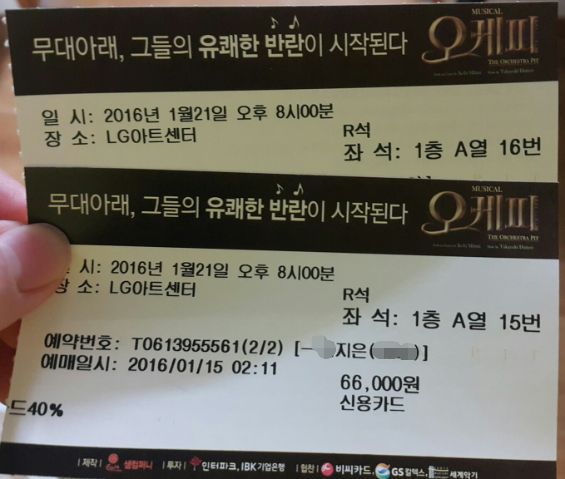 무대아래, 그들의 유쾌한 반란이 시작된다
MUSICAL
오케피
THE ORCHESTRA PIT
일 시: 2016년 1월21일 오후 8시00분
장 소: LG아트센터
R석
좌 석: 1층 A열 16번
무대아래, 그들의 유쾌한 반란이 시작된다
MUSICAL
오케피
THE ORCHESTRA PIT
시: 2016년 1월21일 오후 8시00분
장 소: LG아트센터
R석
좌 석: 1층 A열 15번
예약번호: T0613955561(2/2) [ 지은( )]
예매일시: 2016/01/15 02:11
66,000원
드40% 신용카드
| 제작 | 샘컴퍼니 | 투자 | 인터파크, IBK기업은행 | 협찬 | 비씨카드, GS칼텍스, 세계악기